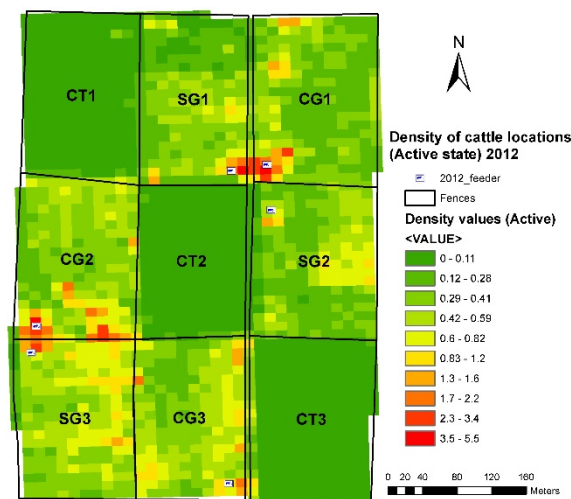 N
CT1
SG1
CG1
CG2
CT2
SG2
SG3
CG3
CT3
Density of cattle locations
(Active state) 2012
2012_feeder
Fences
Density values (Active)
<VALUE>
0 - 0.11
0.12 - 0.28
0.29 - 0.41
0.42 - 0.59
0.6 - 0.82
0.83 - 1.2
1.3 - 1.6
1.7 - 2.2
2.3 - 3.4
3.5 - 5.5
0 20 40 80 120 160
Meters